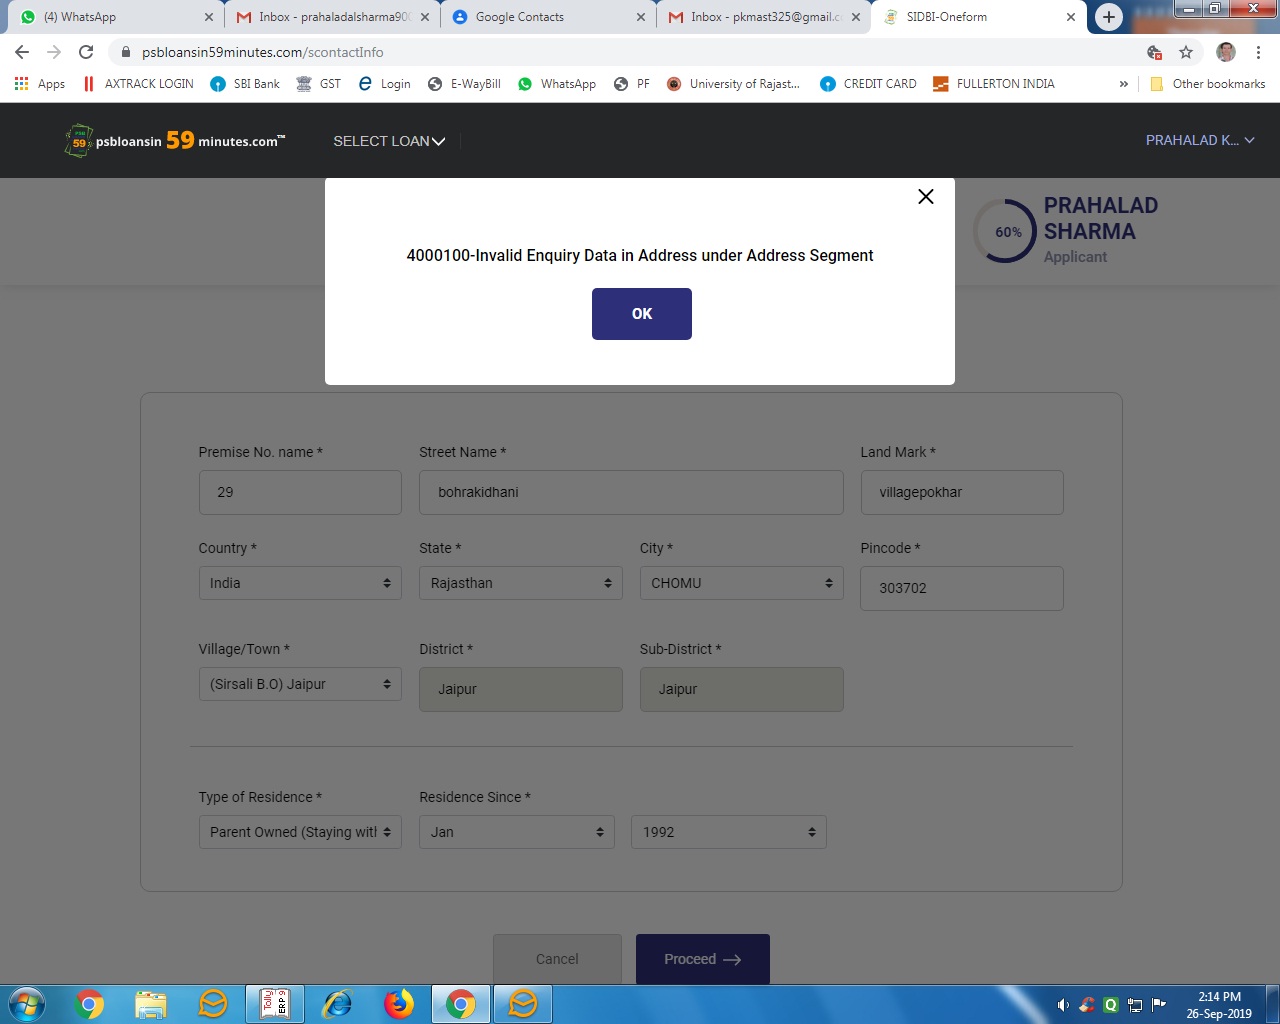 (4) WhatsApp
Inbox - prahaladalsharma900
Google Contacts
Inbox - pkmast325@gmail.c
SIDBI-Oneform
psbloansin59minutes.com/scontactInfo
Apps
AXTRACK LOGIN
SBI Bank
GST
Login
E-WayBill
WhatsApp
PF
University of Rajast...
CREDIT CARD
FULLERTON INDIA
»
Other bookmarks
psbloansin 59 minutes.com™
SELECT LOAN
PRAHALAD K...
60%
PRAHALAD
SHARMA
Applicant
4000100-Invalid Enquiry Data in Address under Address Segment
OK
Premise No. name *
Street Name *
Land Mark *
29
bohrakidhani
villagepokhar
Country *
State *
City *
Pincode *
India
Rajasthan
CHOMU
303702
Village/Town *
District *
Sub-District *
(Sirsali B.O) Jaipur
Jaipur
Jaipur
Type of Residence *
Residence Since *
Parent Owned (Staying with
Jan
1992
Cancel
Proceed
Tally
ERP 9
2:14 PM
26-Sep-2019